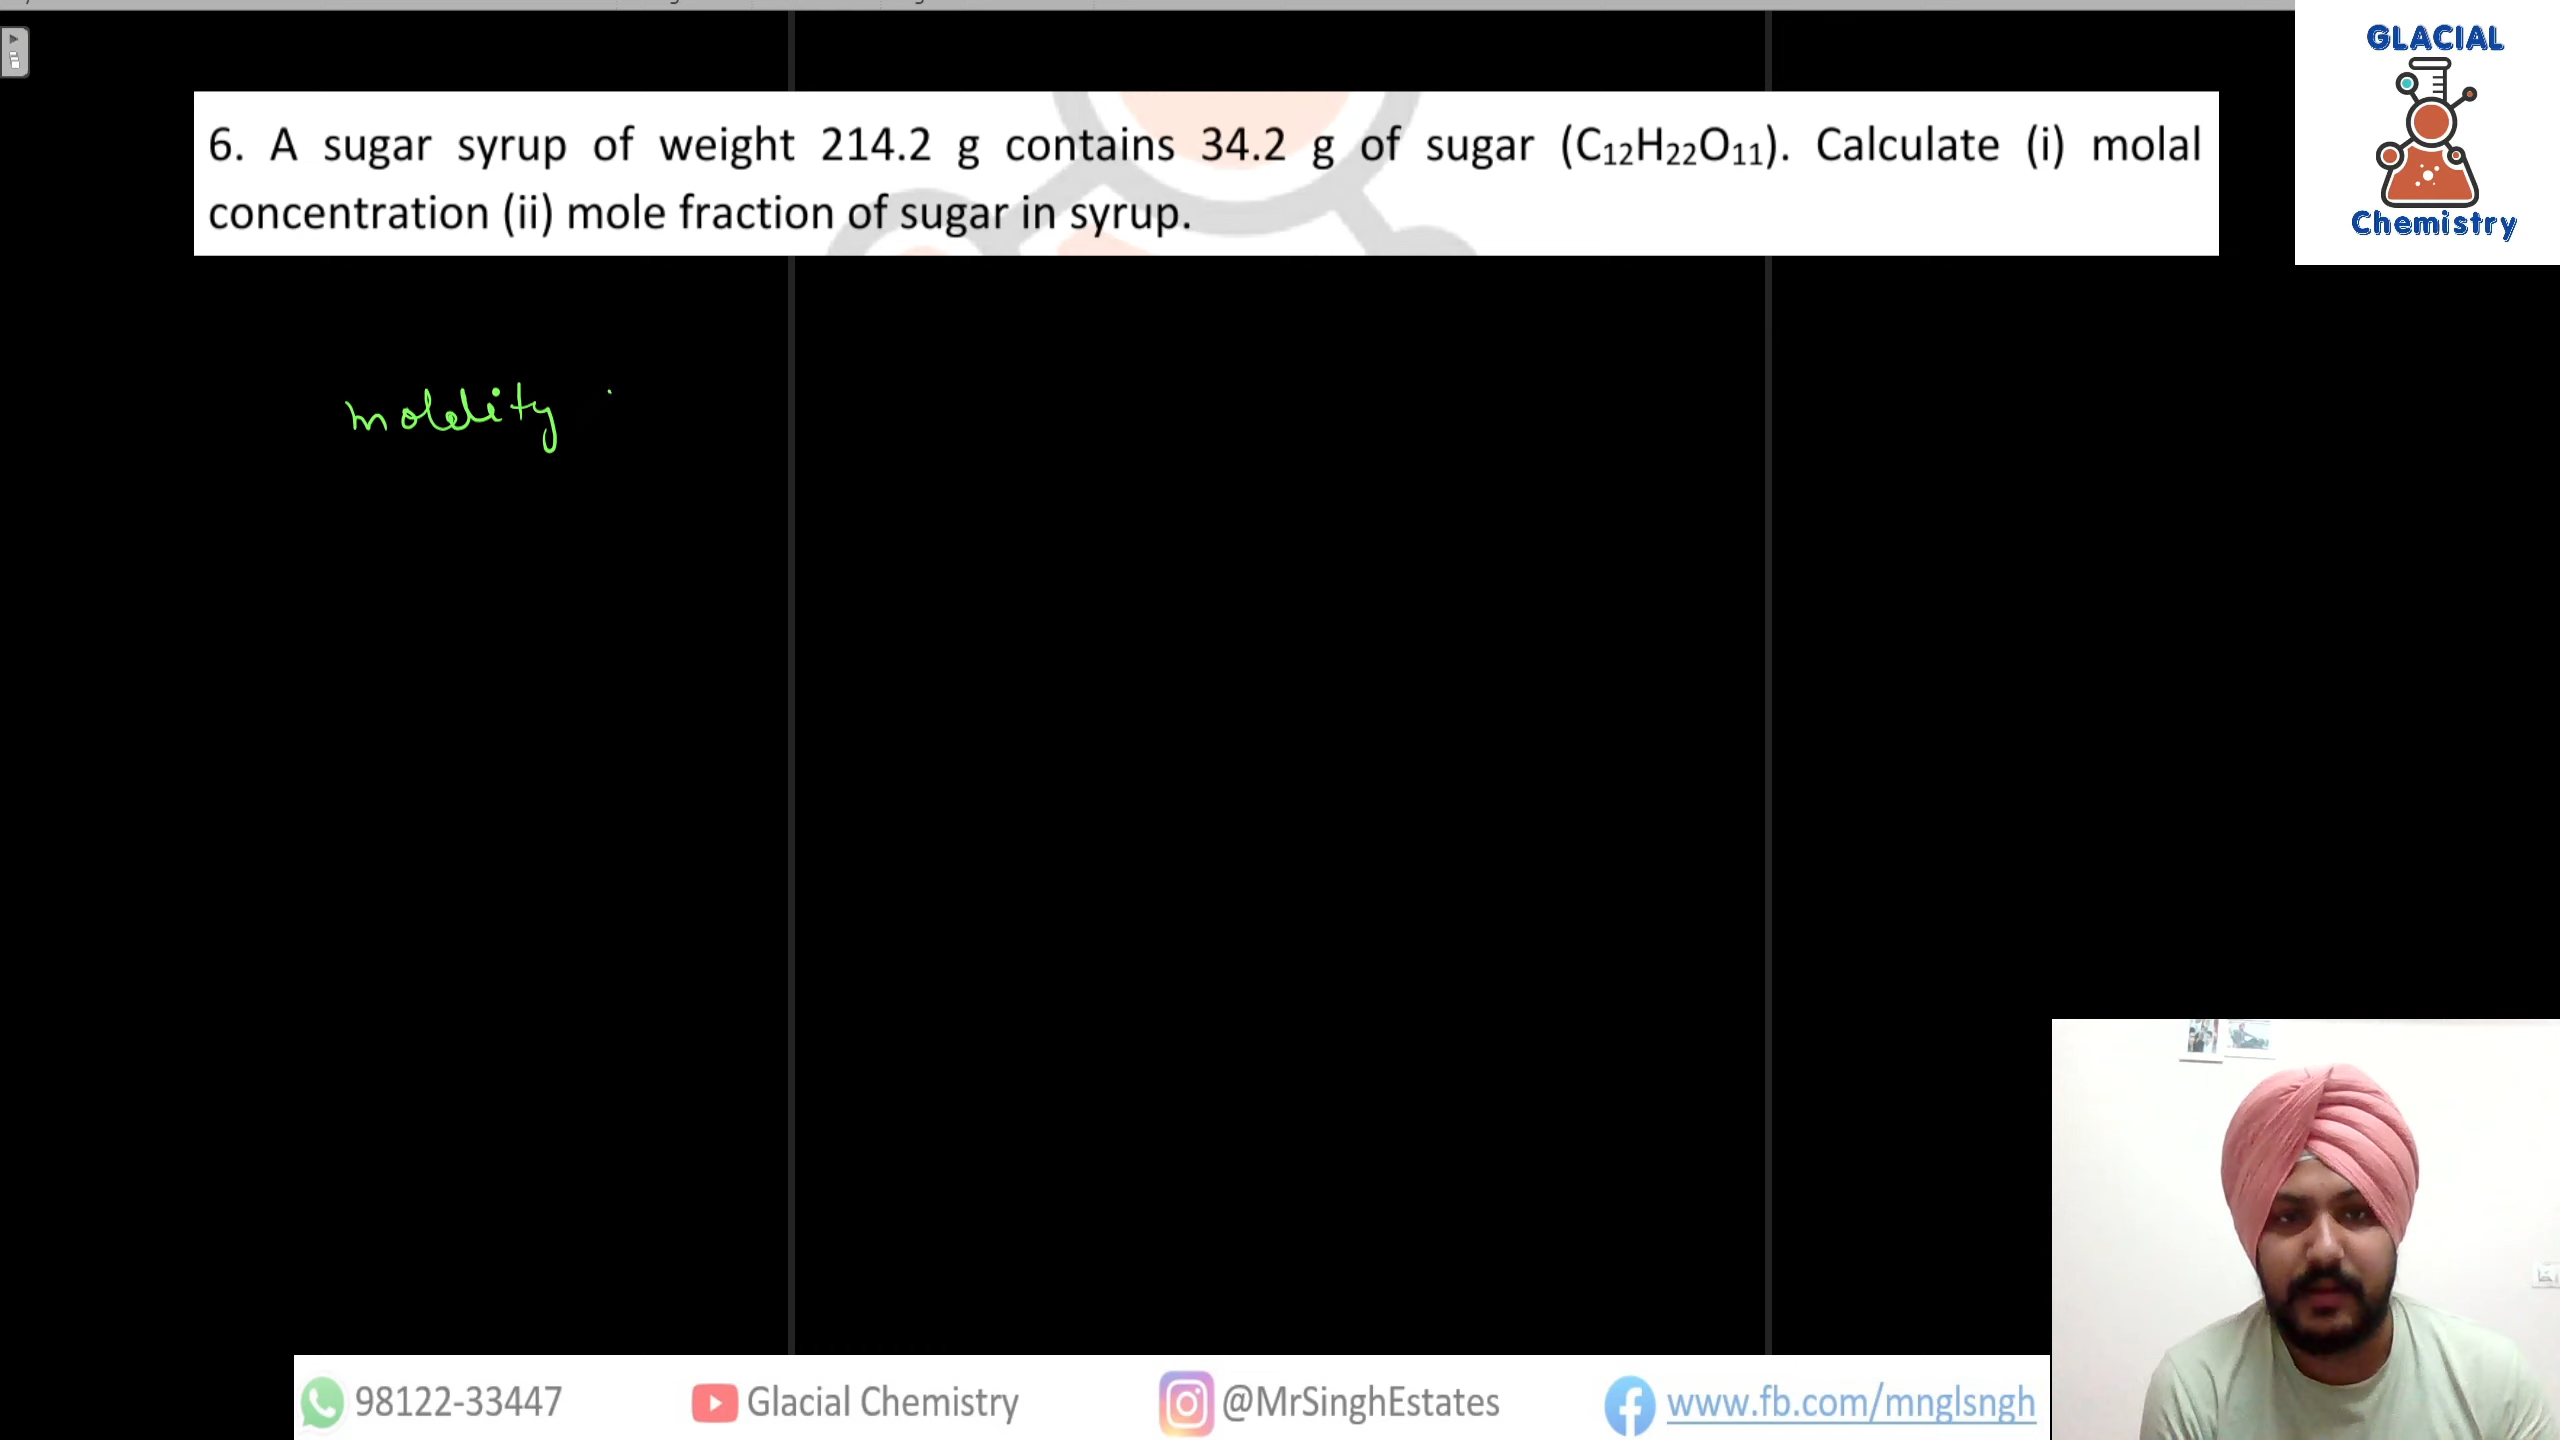 GLACIAL
Chemistry
6. A sugar syrup of weight 214.2 g contains 34.2 g of sugar (C₁₂H₂₂O₁₁). Calculate (i) molal
concentration (ii) mole fraction of sugar in syrup.
molality
98122-33447
Glacial Chemistry
@MrSinghEstates
www.fb.com/mnglsngh